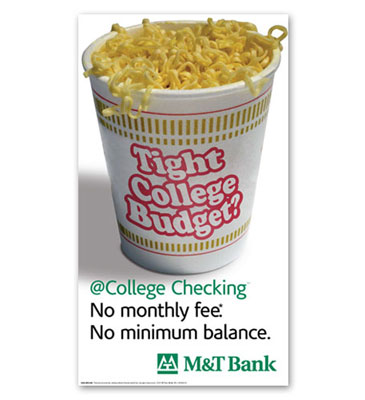 Tight
College
Budget?
@College Checking
No monthly fee.*
No minimum balance.
M&T Bank